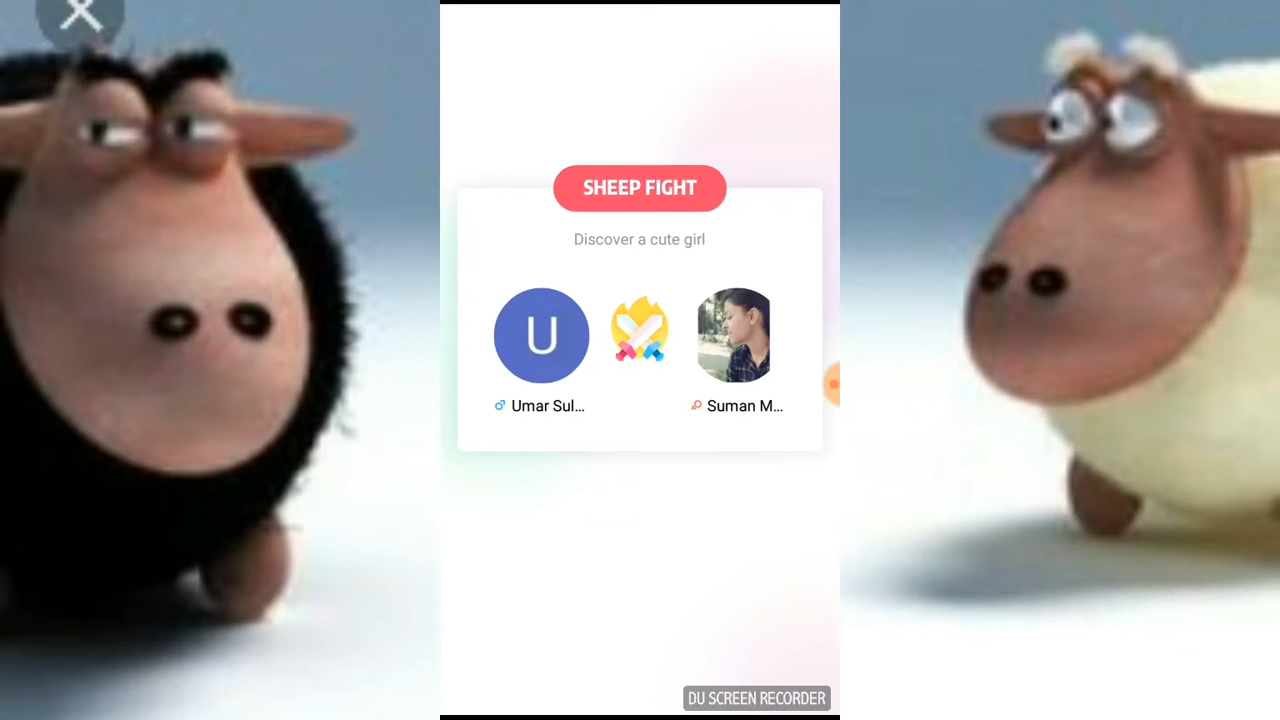 SHEEP FIGHT
Discover a cute girl
U
Umar Sul...
Suman M...
DU SCREEN RECORDER